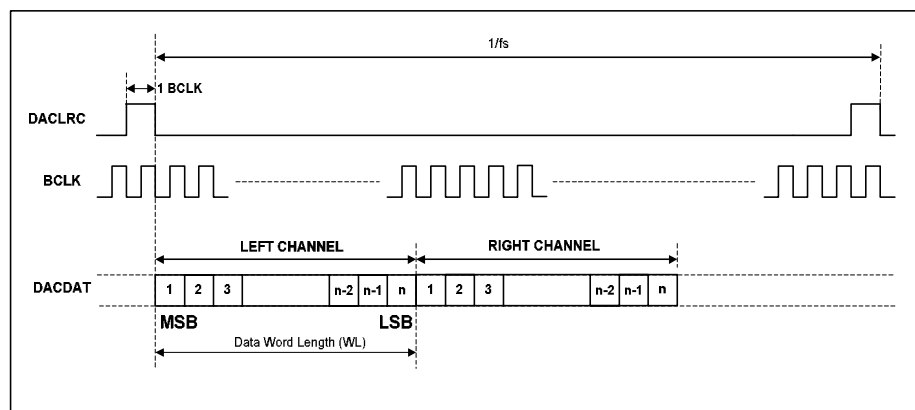 1/fs
1 BCLK
DACLRC
BCLK
LEFT CHANNEL RIGHT CHANNEL
DACDAT 1 2 3 n-2 n-1 n 1 2 3 n-2 n-1 n
MSB LSB
Data Word Length (WL)